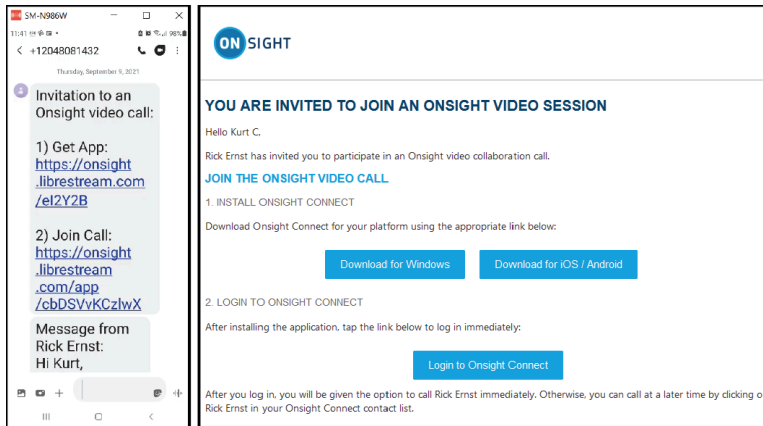 SM-N986W
11:41
98%
+12048081432
Thursday, September 9, 2021
Invitation to an
Onsight video call:
1) Get App:
https://onsight
.librestream.com
/eI2Y2B
2) Join Call:
https://onsight
.librestream
.com/app
/cbDSVvKCzlwX
Message from
Rick Ernst:
Hi Kurt,
ON SIGHT
YOU ARE INVITED TO JOIN AN ONSIGHT VIDEO SESSION
Hello Kurt C,
Rick Ernst has invited you to participate in an Onsight video collaboration call.
JOIN THE ONSIGHT VIDEO CALL
1. INSTALL ONSIGHT CONNECT
Download Onsight Connect for your platform using the appropriate link below:
Download for Windows
Download for iOS / Android
2. LOGIN TO ONSIGHT CONNECT
After installing the application, tap the link below to log in immediately:
Login to Onsight Connect
After you log in, you will be given the option to call Rick Ernst immediately. Otherwise, you can call at a later time by clicking o
Rick Ernst in your Onsight Connect contact list.